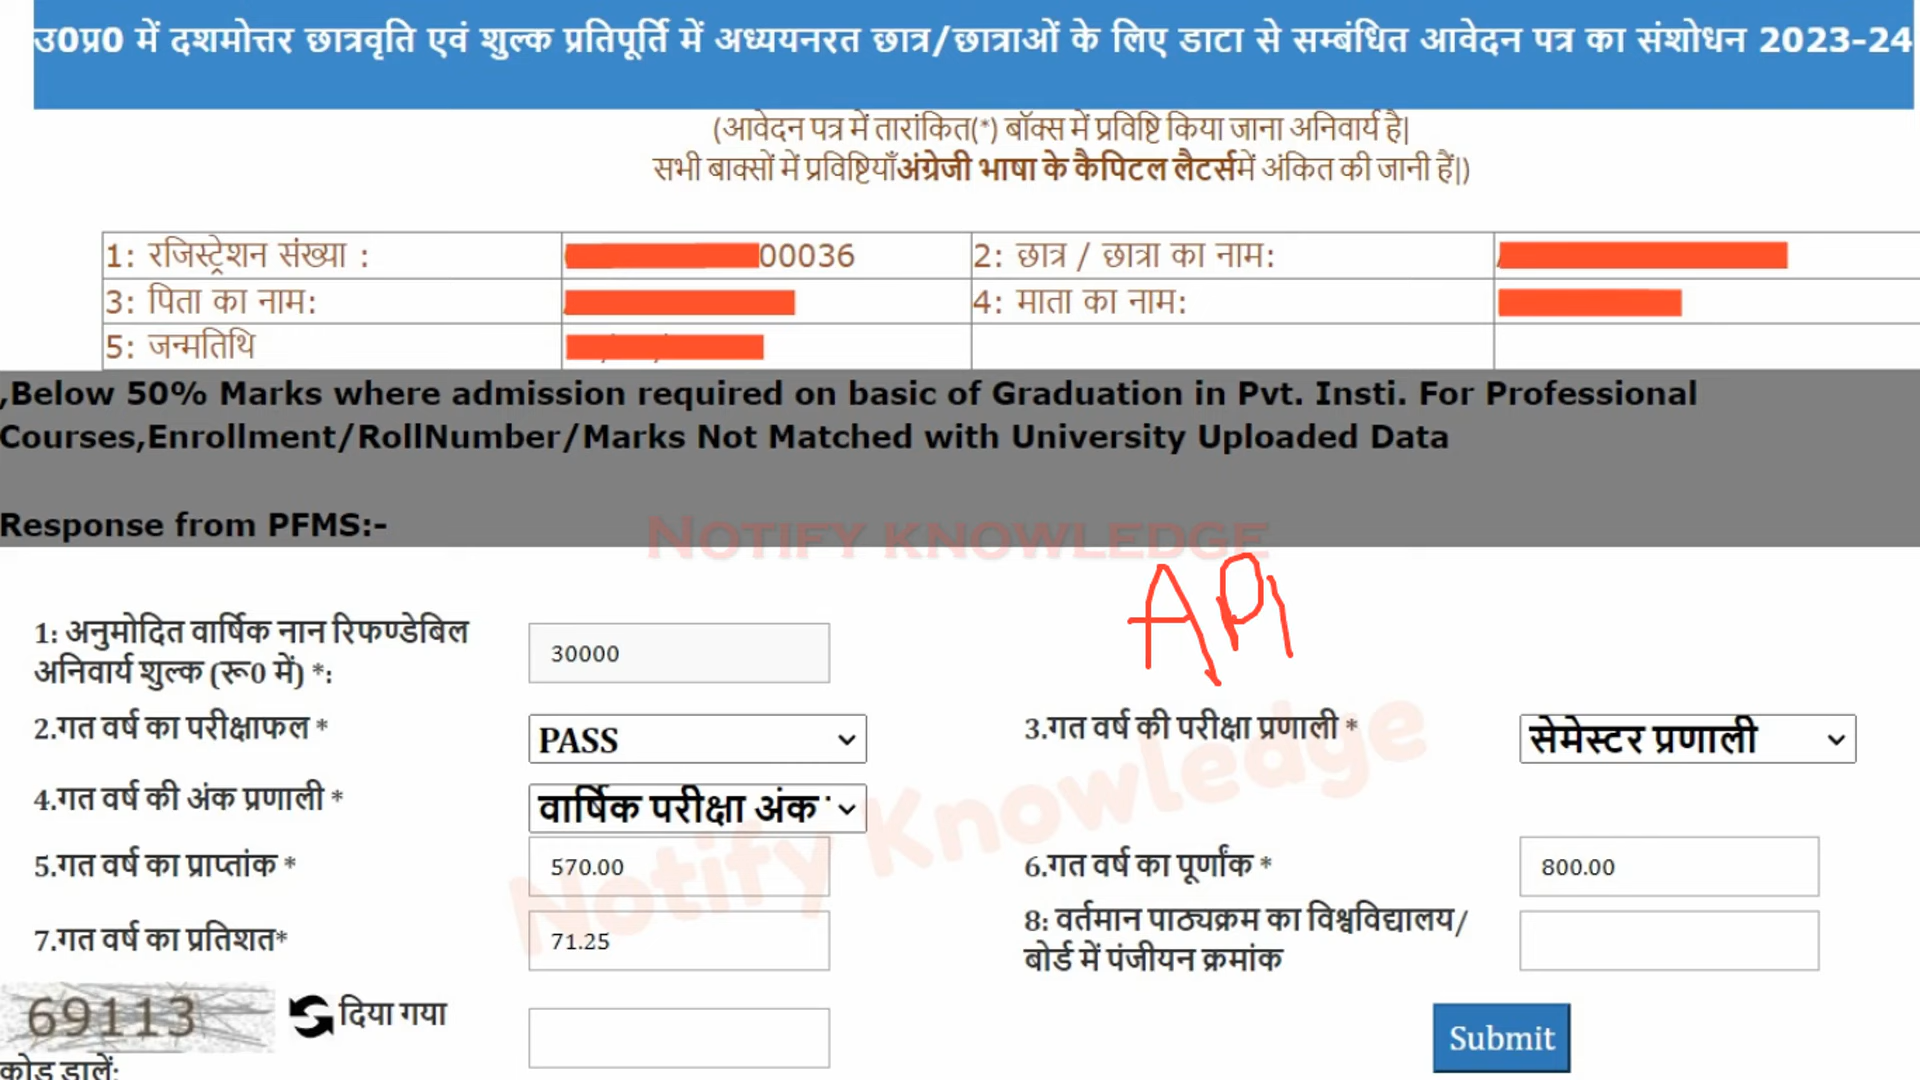 उ0प्र0 में दशमोत्तर छात्रवृति एवं शुल्क प्रतिपूर्ति में अध्ययनरत छात्र/छात्राओं के लिए डाटा से सम्बंधित आवेदन पत्र का संशोधन 2023-24
(आवेदन पत्र में तारांकित(*) बॉक्स में प्रविष्टि किया जाना अनिवार्य है|
सभी बाक्सों में प्रविष्टियाँअंग्रेजी भाषा के कैपिटल लैटर्समें अंकित की जानी हैं|)
1: रजिस्ट्रेशन संख्या : 00036 2: छात्र / छात्रा का नाम:
3: पिता का नाम: 4: माता का नाम:
5: जन्मतिथि
,Below 50% Marks where admission required on basic of Graduation in Pvt. Insti. For Professional
Courses,Enrollment/RollNumber/Marks Not Matched with University Uploaded Data
Response from PFMS:-
NOTIFY KNOWLEDGE
1: अनुमोदित वार्षिक नान रिफण्डेबिल
अनिवार्य शुल्क (रू0 में) *:
30000
2.गत वर्ष का परीक्षाफल * PASS 3.गत वर्ष की परीक्षा प्रणाली * सेमेस्टर प्रणाली
4.गत वर्ष की अंक प्रणाली * वार्षिक परीक्षा अंक
Notify Knowledge
5.गत वर्ष का प्राप्तांक * 570.00 6.गत वर्ष का पूर्णांक * 800.00
7.गत वर्ष का प्रतिशत* 71.25 8: वर्तमान पाठ्यक्रम का विश्वविद्यालय/
बोर्ड में पंजीयन क्रमांक
69113 दिया गया
कोड डालें:
Submit